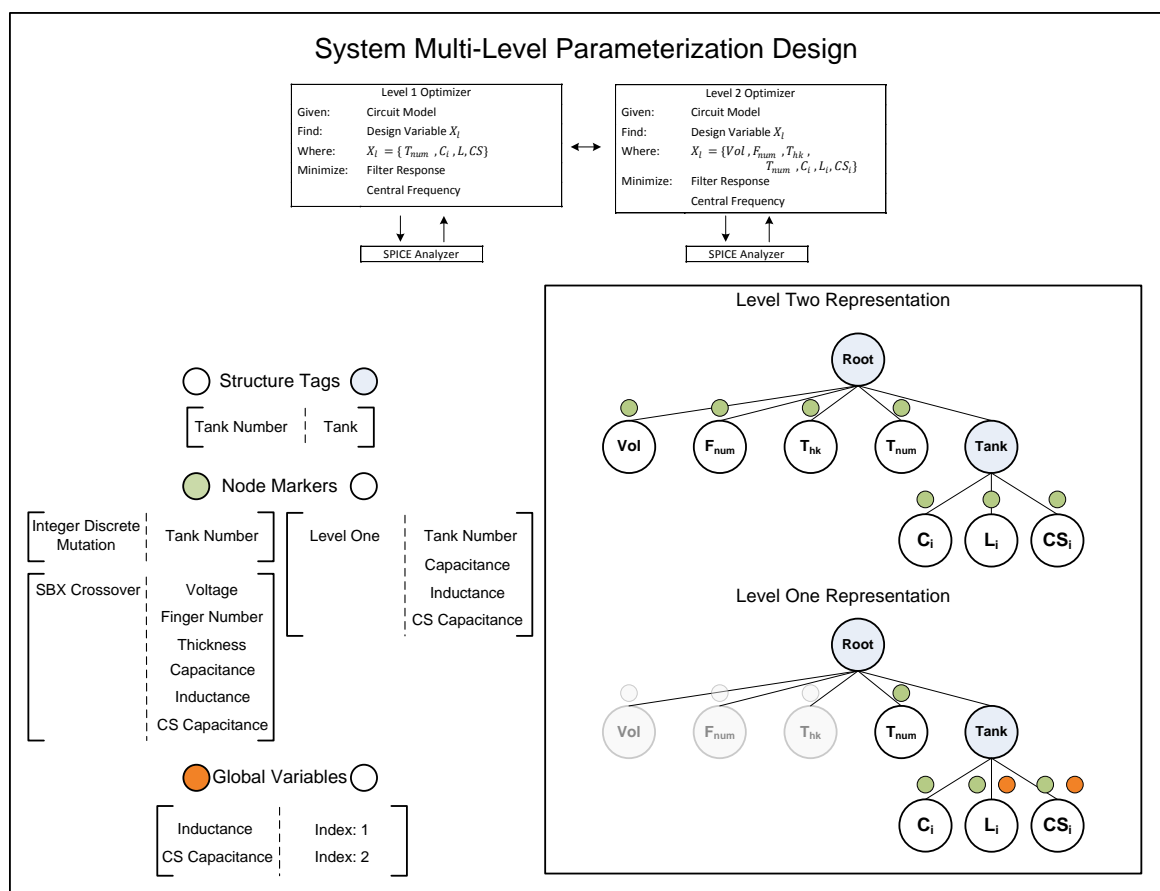 System Multi-Level Parameterization Design
Level 1 Optimizer
Given: Circuit Model
Find: Design Variable X_l
Where: X_l = { T_num , C_i , L, CS}
Minimize: Filter Response
Central Frequency
SPICE Analyzer
Level 2 Optimizer
Given: Circuit Model
Find: Design Variable X_l
Where: X_l = {Vol , F_num , T_hk ,
T_num , C_i , L_i, CS_i}
Minimize: Filter Response
Central Frequency
SPICE Analyzer
Structure Tags
Tank Number Tank
Node Markers
Integer Discrete
Mutation
Tank Number
SBX Crossover Voltage
Finger Number
Thickness
Capacitance
Inductance
CS Capacitance
Level One Tank Number
Capacitance
Inductance
CS Capacitance
Global Variables
Inductance Index: 1
CS Capacitance Index: 2
Level Two Representation
Root
Vol F_num T_hk T_num Tank
C_i L_i CS_i
Level One Representation
Root
Vol F_num T_hk T_num Tank
C_i L_i CS_i